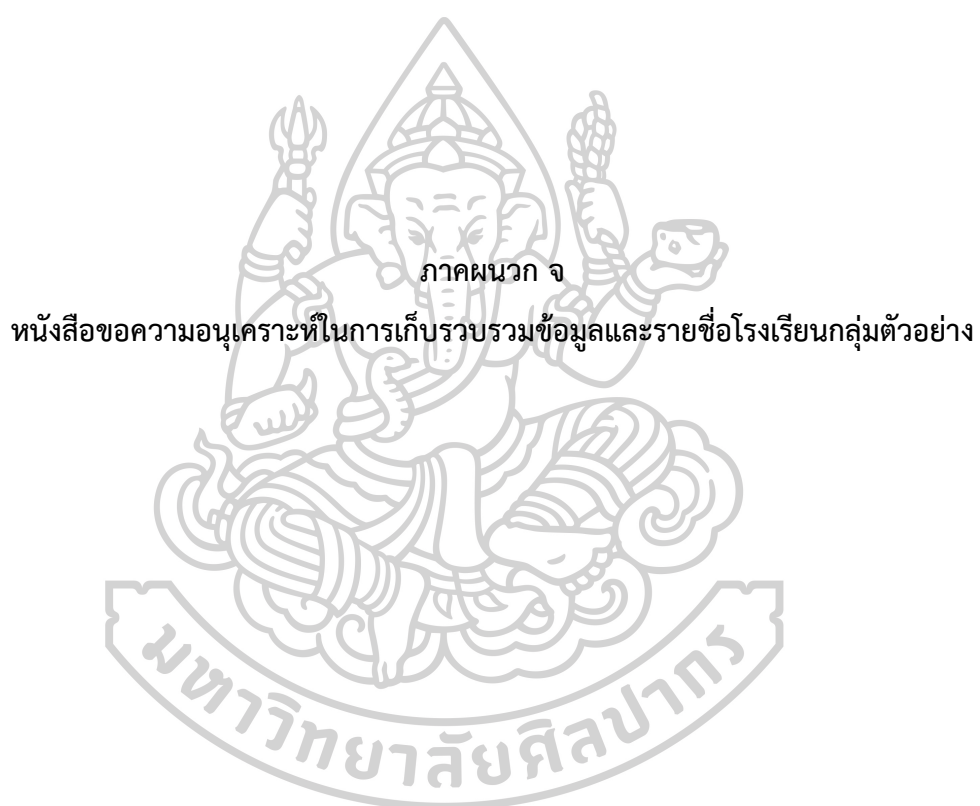 ภาคผนวก จ
หนังสือขอความอนุเคราะห์ในการเก็บรวบรวมข้อมูลและรายชื่อโรงเรียนกลุ่มตัวอย่าง
มหาวิทยาลัยศิลปากร